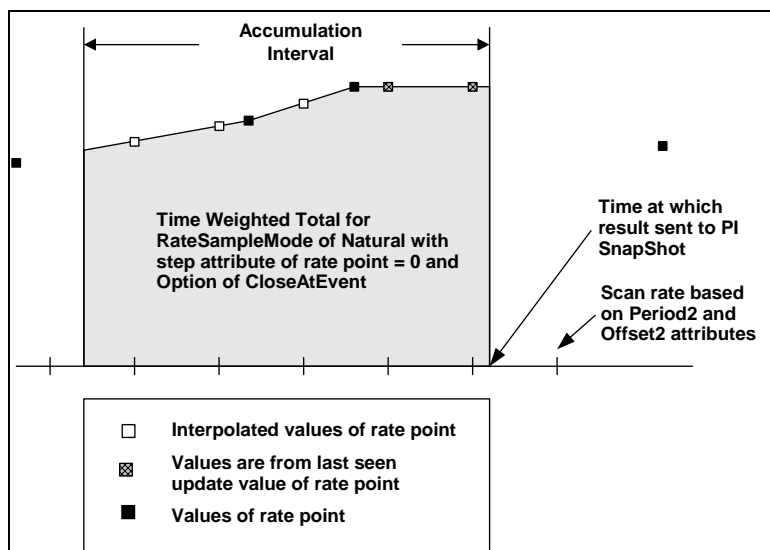 Accumulation
Interval
Time Weighted Total for
RateSampleMode of Natural with
step attribute of rate point = 0 and
Option of CloseAtEvent
Time at which
result sent to PI
SnapShot
Scan rate based
on Period2 and
Offset2 attributes
Interpolated values of rate point
Values are from last seen
update value of rate point
Values of rate point